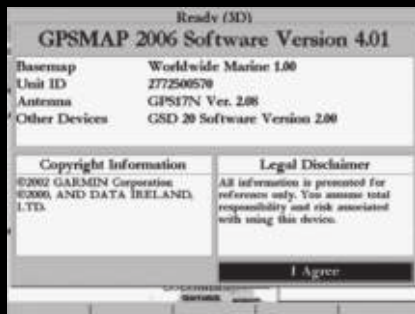 Ready (3D)
GPSMAP 2006 Software Version 4.01
Basemap Worldwide Marine 1.00
Unit ID 2772500570
Antenna GPS17N Ver. 2.08
Other Devices GSD 20 Software Version 2.00
Copyright Information
©2002 GARMIN Corporation
©2000, AND DATA IRELAND,
LTD.
Legal Disclaimer
All information is presented for
reference only. You assume total
responsibility and risk associated
with using this device.
I Agree